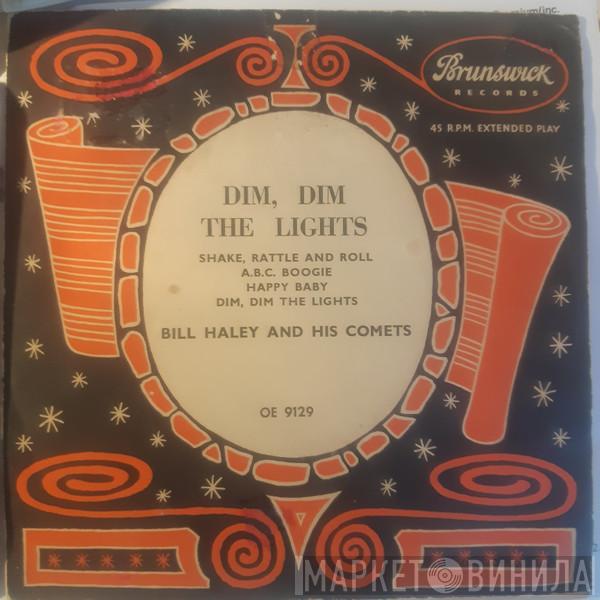 Brunswick
RECORDS
45 R.P.M. EXTENDED PLAY
DIM, DIM
THE LIGHTS
SHAKE, RATTLE AND ROLL
A.B.C. BOOGIE
HAPPY BABY
DIM, DIM THE LIGHTS
BILL HALEY AND HIS COMETS
OE 9129
МАРКЕТ ВИНИЛА